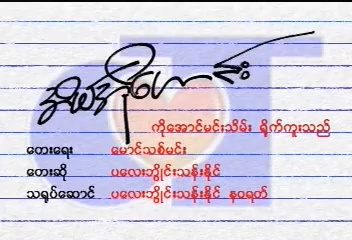 ကိုအောင်မင်းသိမ်း ရိုက်ကူးသည်
တေးရေး မောင်သစ်မင်း
တေးဆို ပလေးဘွိုင်းသန်းနိုင်
သရုပ်ဆောင် ပလေးဘွိုင်းသန်းနိုင် နဝရတ်